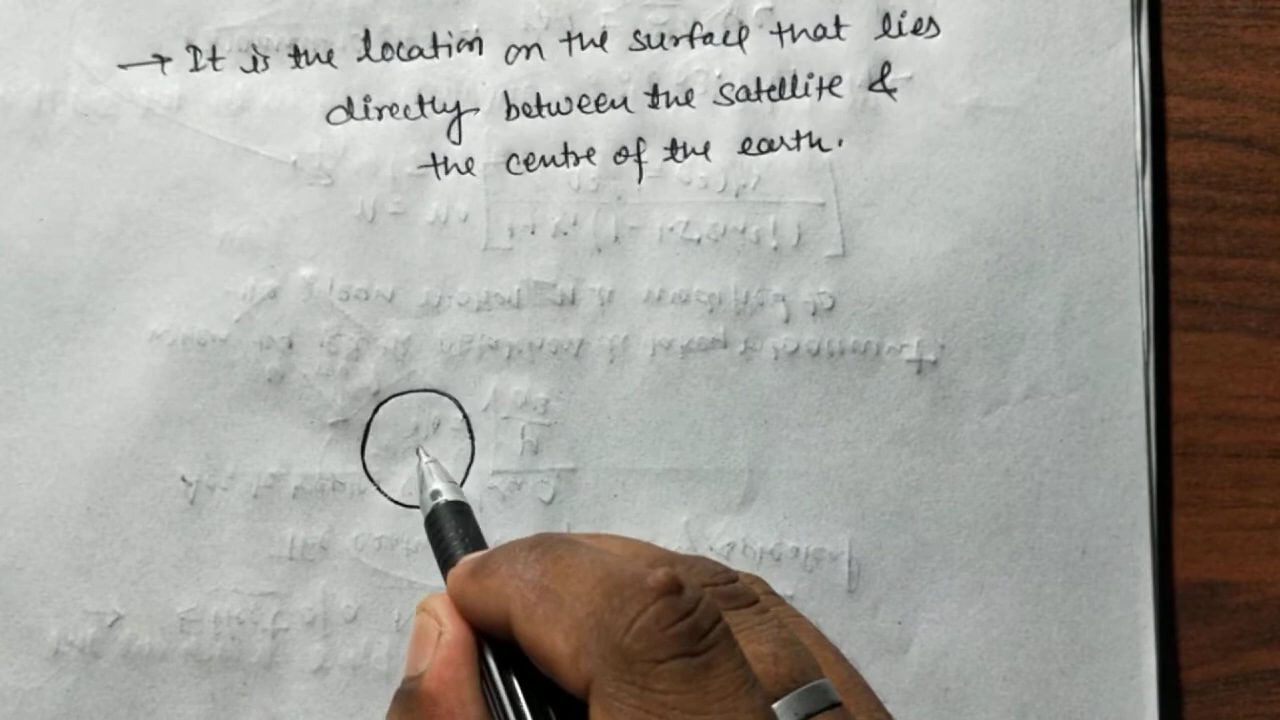 → It is the location on the surface that lies
directly between the satellite &
the centre of the earth.